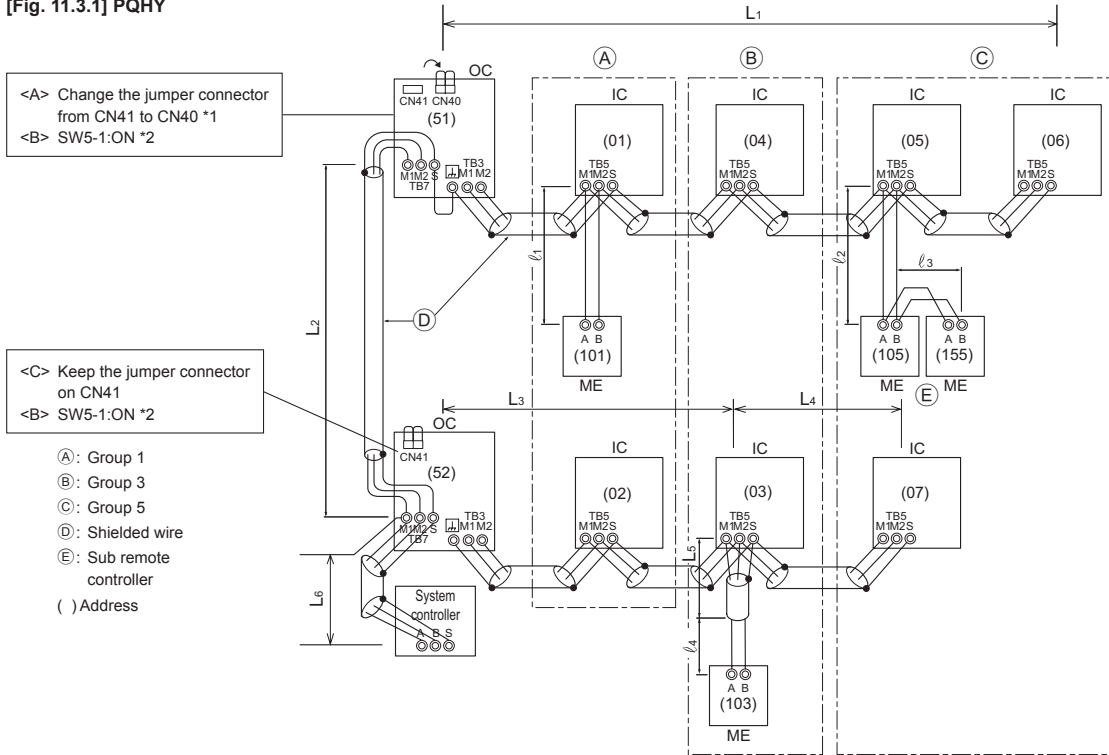 [Fig. 11.3.1] PQHY
L1
A
B
C
<A> Change the jumper connector
from CN41 to CN40 *1
<B> SW5-1:ON *2
OC
CN41 CN40
(51)
M1M2 S
TB7
TB3
M1 M2
IC
(01)
TB5
M1M2S
IC
(04)
TB5
M1M2S
IC
(05)
TB5
M1M2S
IC
(06)
TB5
M1M2S
ℓ1
ℓ2
ℓ3
L2
D
A B
(101)
ME
A B
(105)
ME
A B
(155)
ME
E
<C> Keep the jumper connector
on CN41
<B> SW5-1:ON *2
L3
L4
OC
CN41
(52)
M1M2 S
TB7
TB3
M1 M2
IC
(02)
TB5
M1M2S
IC
(03)
TB5
M1M2S
IC
(07)
TB5
M1M2S
A: Group 1
B: Group 3
C: Group 5
D: Shielded wire
E: Sub remote
controller
( ) Address
L6
System
controller
A B S
L5
ℓ4
A B
(103)
ME